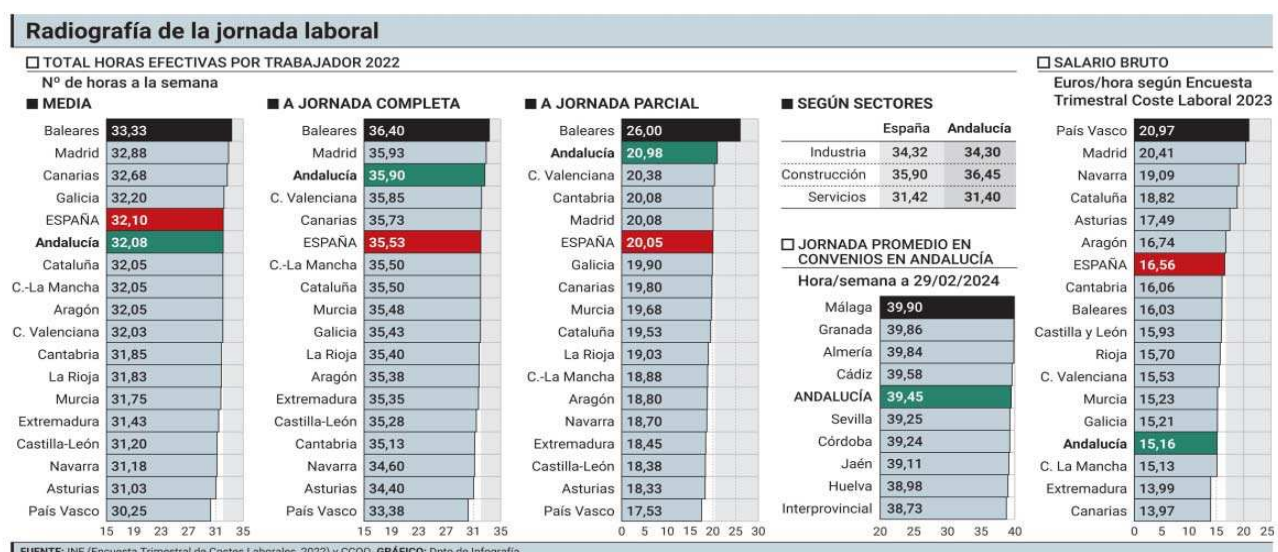 Radiografía de la jornada laboral
TOTAL HORAS EFECTIVAS POR TRABAJADOR 2022
Nº de horas a la semana
MEDIA
Baleares 33,33
Madrid 32,88
Canarias 32,68
Galicia 32,20
ESPAÑA 32,10
Andalucía 32,08
Cataluña 32,05
C.-La Mancha 32,05
Aragón 32,05
C. Valenciana 32,03
Cantabria 31,85
La Rioja 31,83
Murcia 31,75
Extremadura 31,43
Castilla-León 31,20
Navarra 31,18
Asturias 31,03
País Vasco 30,25
15 19 23 27 31 35
A JORNADA COMPLETA
Baleares 36,40
Madrid 35,93
Andalucía 35,90
C. Valenciana 35,85
Canarias 35,73
ESPAÑA 35,53
C.-La Mancha 35,50
Cataluña 35,50
Murcia 35,48
Galicia 35,43
La Rioja 35,40
Aragón 35,38
Extremadura 35,35
Castilla-León 35,28
Cantabria 35,13
Navarra 34,60
Asturias 34,40
País Vasco 33,38
15 19 23 27 31 35
A JORNADA PARCIAL
Baleares 26,00
Andalucía 20,98
C. Valenciana 20,38
Cantabria 20,08
Madrid 20,08
ESPAÑA 20,05
Galicia 19,90
Canarias 19,80
Murcia 19,68
Cataluña 19,53
La Rioja 19,03
C.-La Mancha 18,88
Aragón 18,80
Navarra 18,70
Extremadura 18,45
Castilla-León 18,38
Asturias 18,33
País Vasco 17,53
0 5 10 15 20 25 30
SEGÚN SECTORES
España Andalucía
Industria 34,32 34,30
Construcción 35,90 36,45
Servicios 31,42 31,40
JORNADA PROMEDIO EN
CONVENIOS EN ANDALUCÍA
Hora/semana a 29/02/2024
Málaga 39,90
Granada 39,86
Almería 39,84
Cádiz 39,58
ANDALUCÍA 39,45
Sevilla 39,25
Córdoba 39,24
Jaén 39,11
Huelva 38,98
Interprovincial 38,73
20 25 30 35 40
SALARIO BRUTO
Euros/hora según Encuesta
Trimestral Coste Laboral 2023
País Vasco 20,97
Madrid 20,41
Navarra 19,09
Cataluña 18,82
Asturias 17,49
Aragón 16,74
ESPAÑA 16,56
Cantabria 16,06
Baleares 16,03
Castilla y León 15,93
Rioja 15,70
C. Valenciana 15,53
Murcia 15,23
Galicia 15,21
Andalucía 15,16
C. La Mancha 15,13
Extremadura 13,99
Canarias 13,97
0 5 10 15 20 25
FUENTE: INE (Encuesta Trimestral de Costes Laborales, 2022) y CCOO. GRÁFICO: Dpto de Infografía